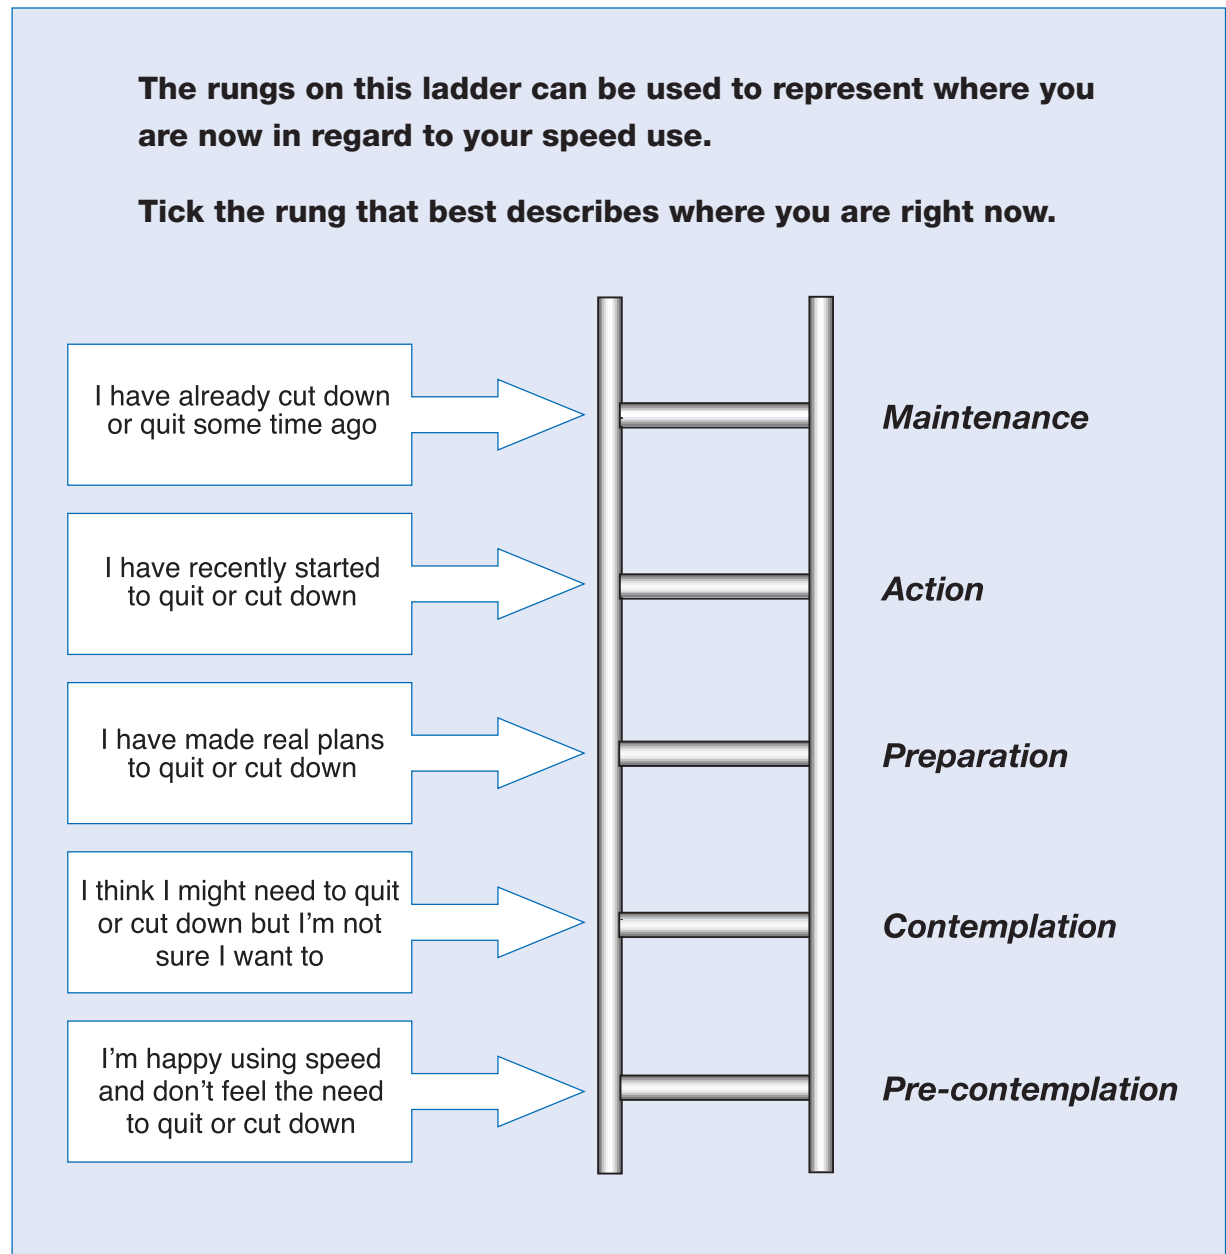 The rungs on this ladder can be used to represent where you
are now in regard to your speed use.
Tick the rung that best describes where you are right now.
I have already cut down
or quit some time ago
Maintenance
I have recently started
to quit or cut down
Action
I have made real plans
to quit or cut down
Preparation
I think I might need to quit
or cut down but I’m not
sure I want to
Contemplation
I’m happy using speed
and don’t feel the need
to quit or cut down
Pre-contemplation